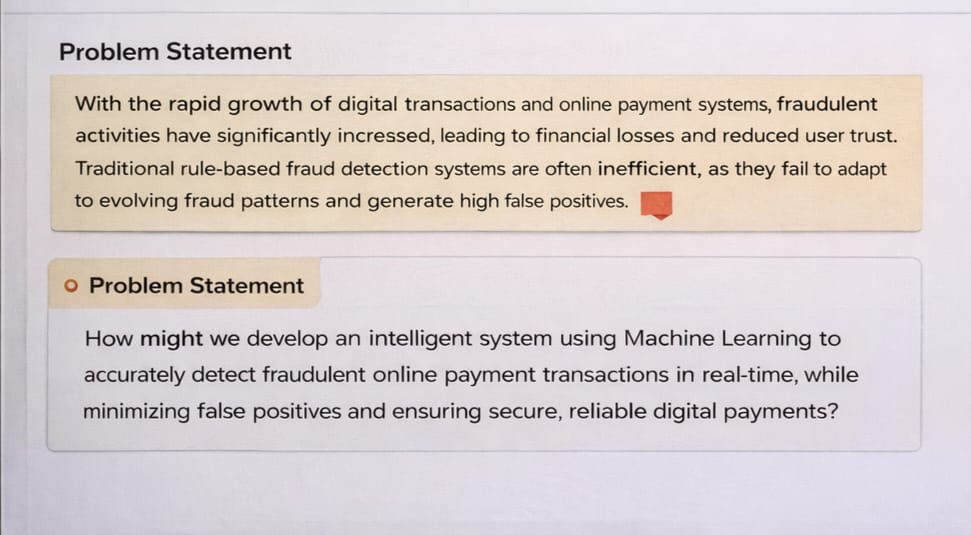 Problem Statement
With the rapid growth of digital transactions and online payment systems, fraudulent
activities have significantly increased, leading to financial losses and reduced user trust.
Traditional rule-based fraud detection systems are often inefficient, as they fail to adapt
to evolving fraud patterns and generate high false positives.
Problem Statement
How might we develop an intelligent system using Machine Learning to
accurately detect fraudulent online payment transactions in real-time, while
minimizing false positives and ensuring secure, reliable digital payments?